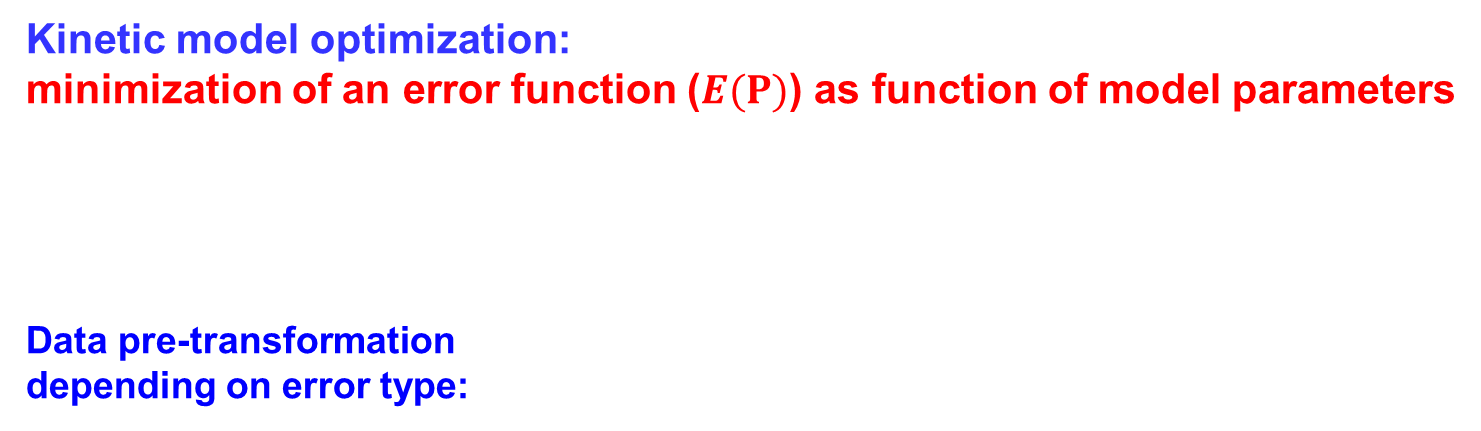 Kinetic model optimization:
minimization of an error function (E(P)) as function of model parameters
Data pre-transformation
depending on error type: